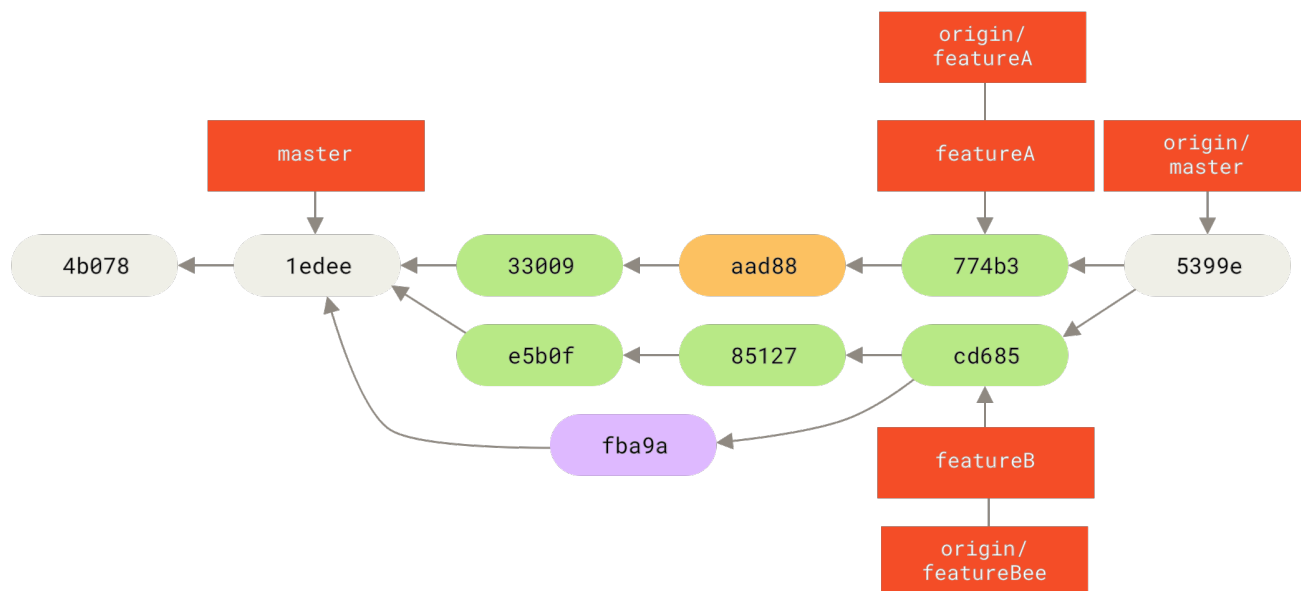 origin/
featureA
master
featureA
origin/
master
4b078
1edee
33009
aad88
774b3
5399e
e5b0f
85127
cd685
fba9a
featureB
origin/
featureBee